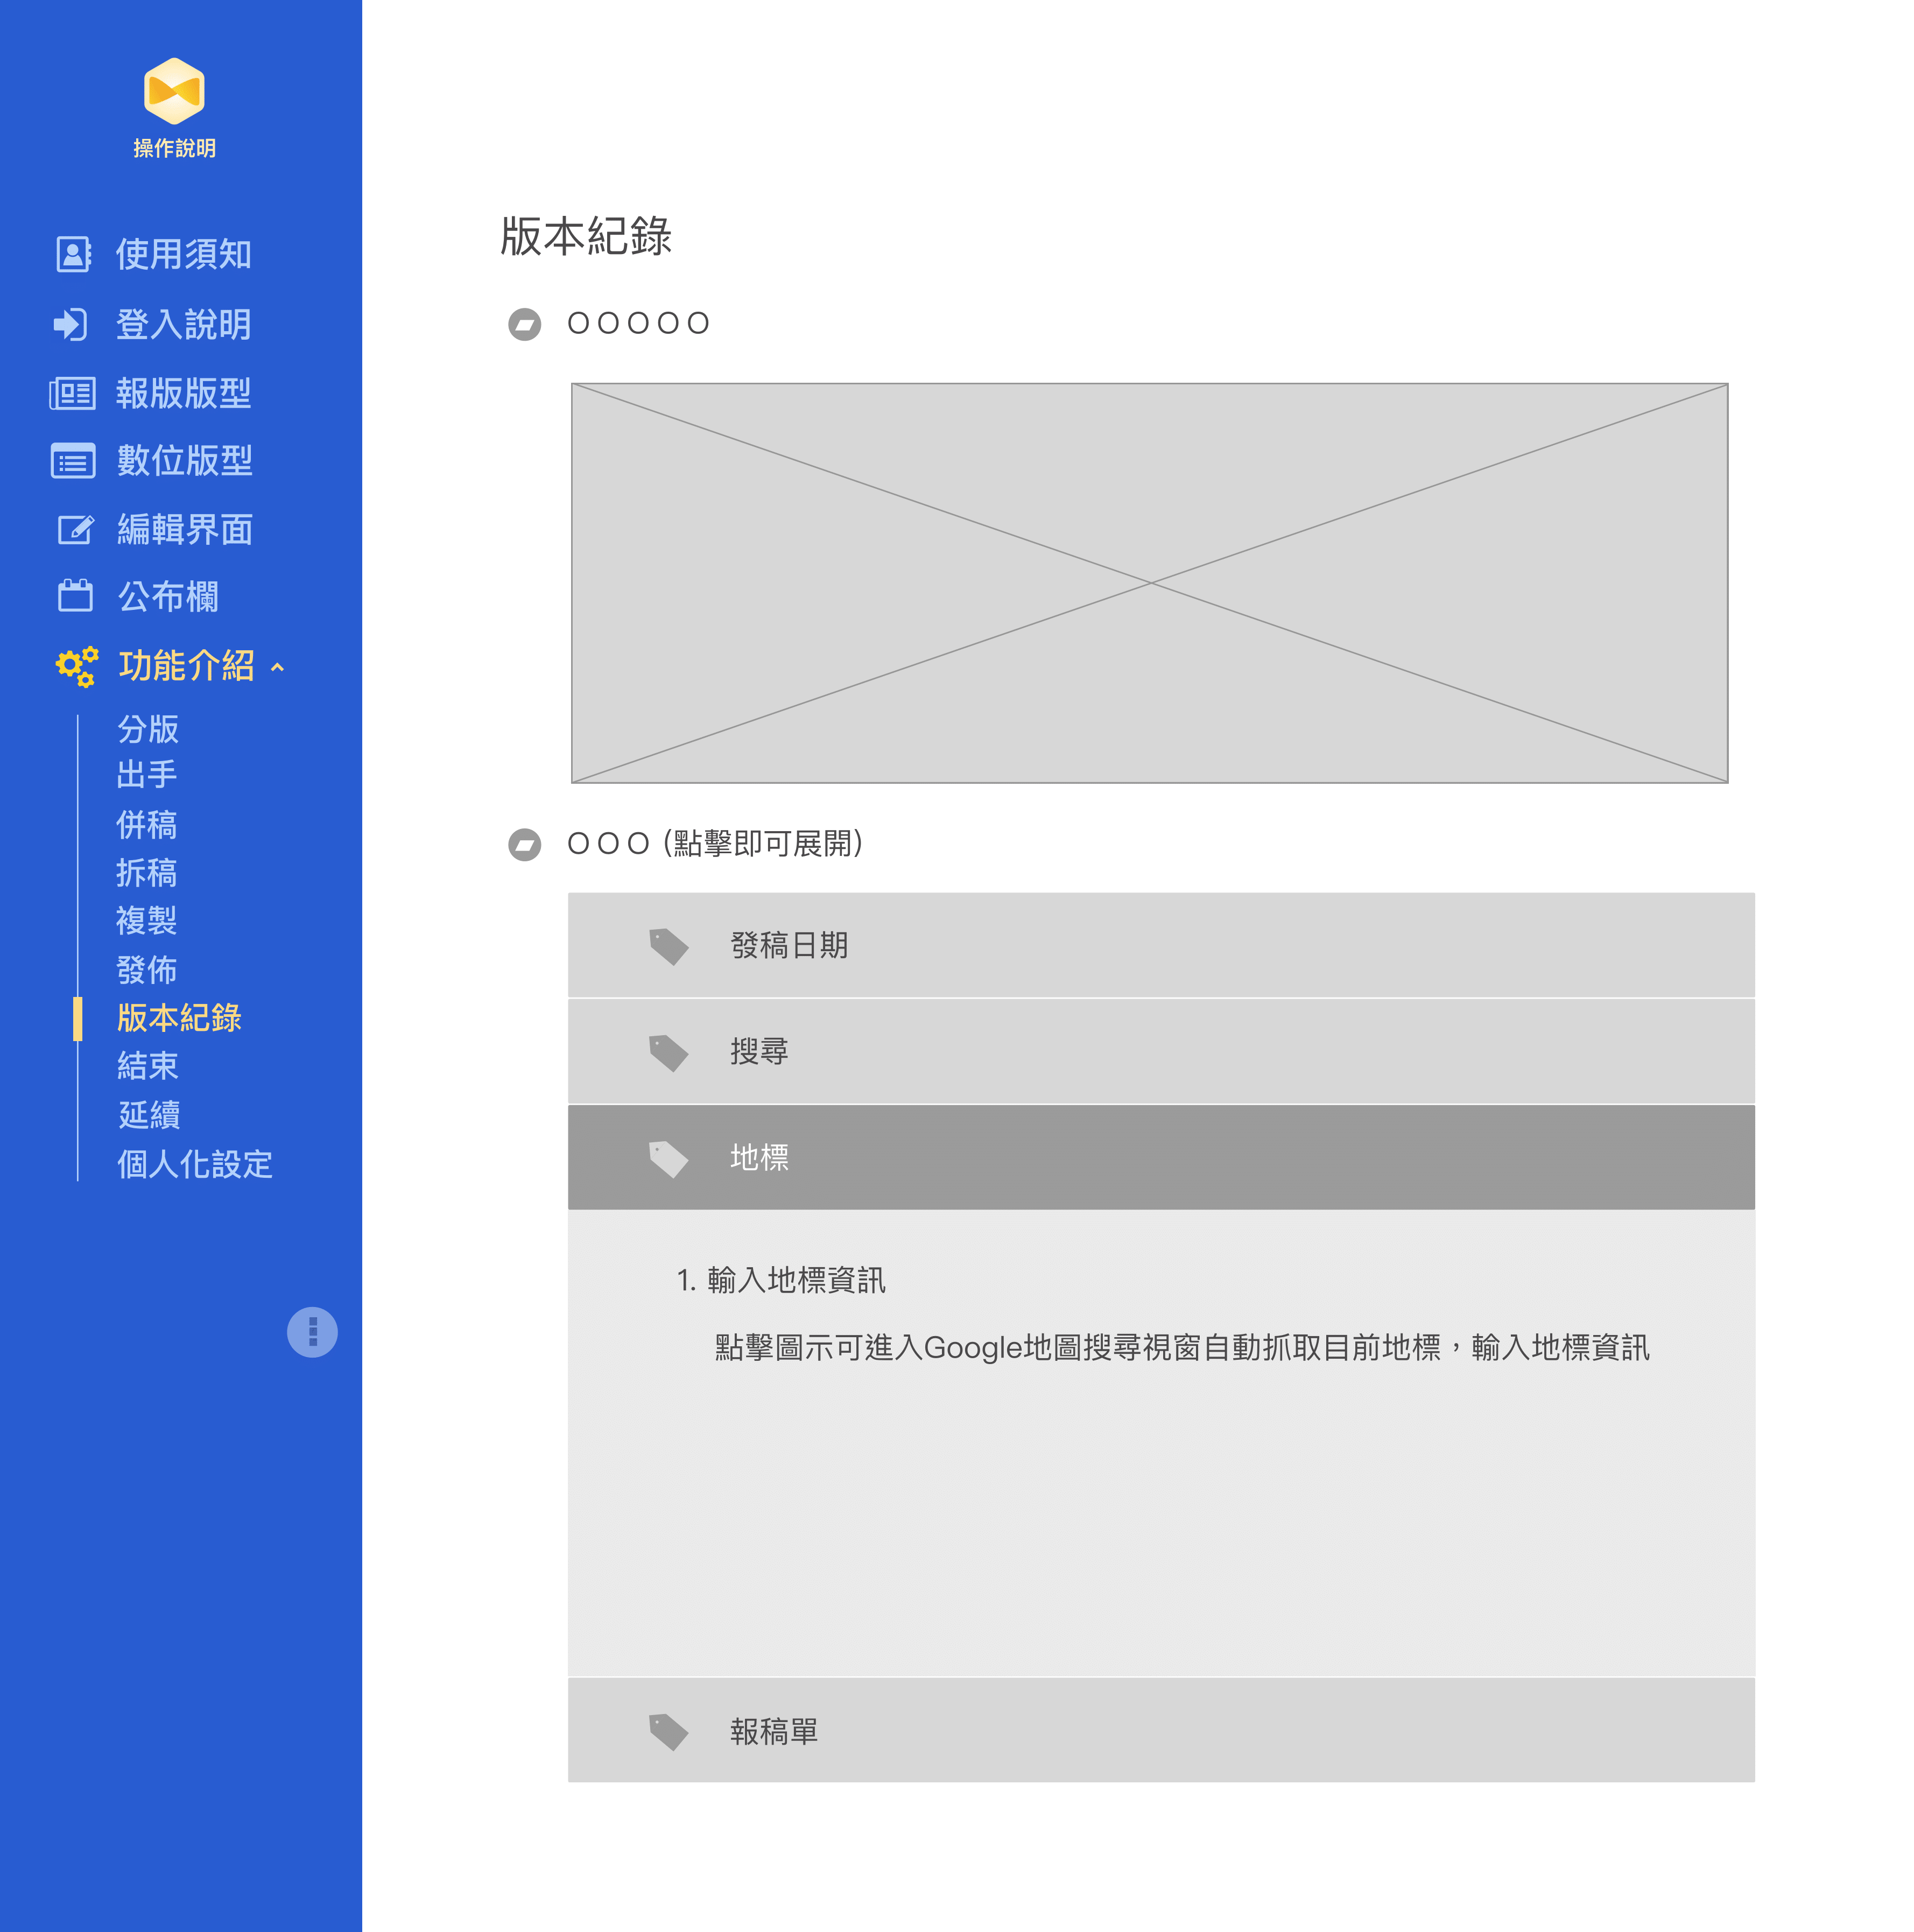 操作說明
使用須知
登入說明
報版版型
數位版型
編輯界面
公布欄
功能介紹
分版
出手
併稿
拆稿
複製
發佈
版本紀錄
結束
延續
個人化設定
版本紀錄
ＯＯＯＯＯ
ＯＯＯ (點擊即可展開)
發稿日期
搜尋
地標
1. 輸入地標資訊
點擊圖示可進入Google地圖搜尋視窗自動抓取目前地標，輸入地標資訊
報稿單